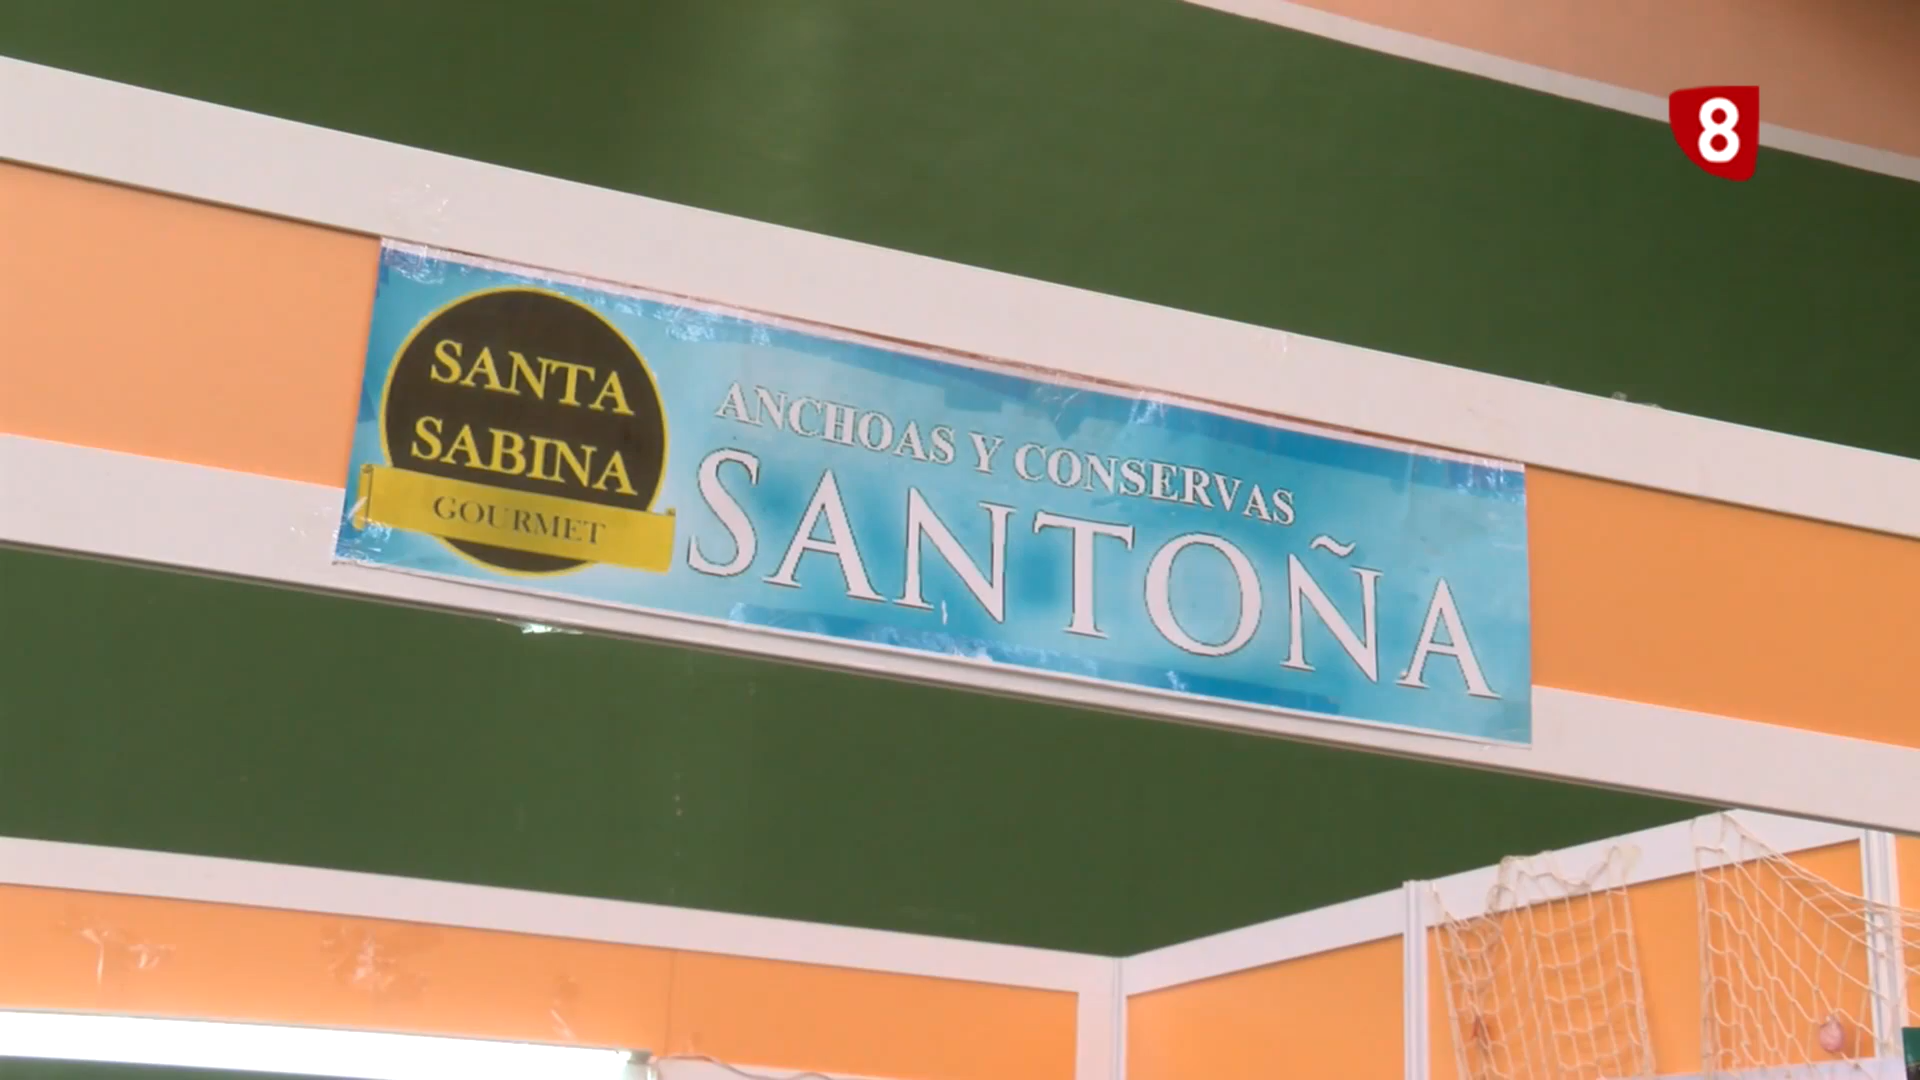 8
SANTA
SABINA
GOURMET
ANCHOAS Y CONSERVAS
SANTOÑA